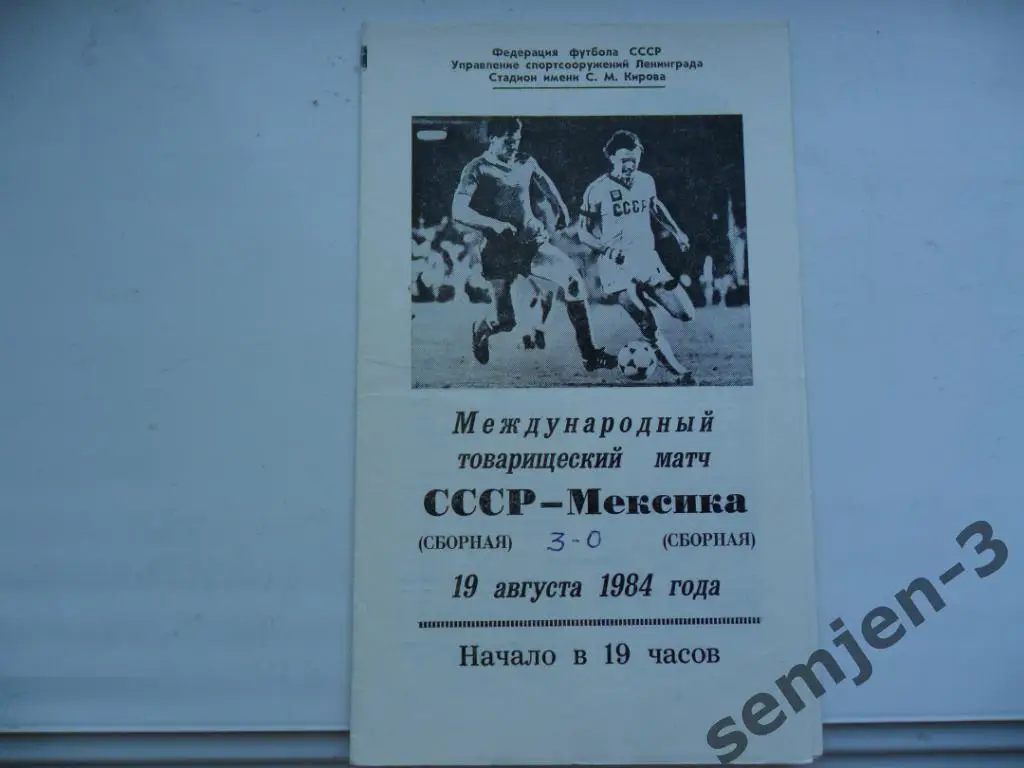 Федерация футбола СССР
Управление спортсооружений Ленинграда
Стадион имени С. М. Кирова
СССР
Международный
товарищеский матч
СССР–Мексика
(СБОРНАЯ) 3-0 (СБОРНАЯ)
19 августа 1984 года
Начало в 19 часов
semjen-3